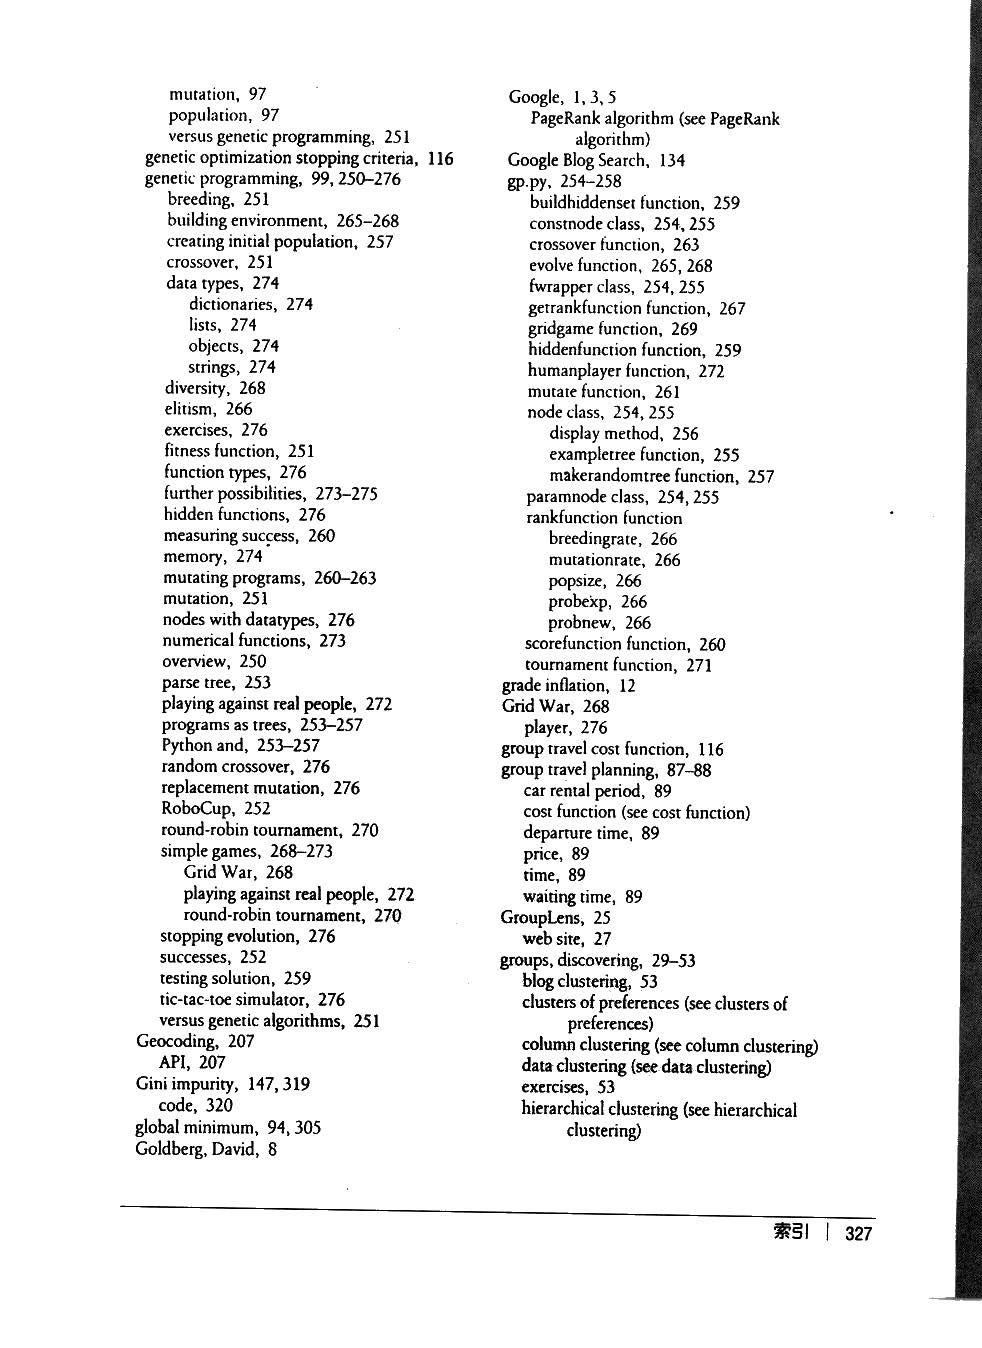 mutation, 97
population, 97
versus genetic programming, 251
genetic optimization stopping criteria, 116
genetic programming, 99, 250–276
breeding, 251
building environment, 265–268
creating initial population, 257
crossover, 251
data types, 274
dictionaries, 274
lists, 274
objects, 274
strings, 274
diversity, 268
elitism, 266
exercises, 276
fitness function, 251
function types, 276
further possibilities, 273–275
hidden functions, 276
measuring success, 260
memory, 274
mutating programs, 260–263
mutation, 251
nodes with datatypes, 276
numerical functions, 273
overview, 250
parse tree, 253
playing against real people, 272
programs as trees, 253–257
Python and, 253–257
random crossover, 276
replacement mutation, 276
RoboCup, 252
round-robin tournament, 270
simple games, 268–273
Grid War, 268
playing against real people, 272
round-robin tournament, 270
stopping evolution, 276
successes, 252
testing solution, 259
tic-tac-toe simulator, 276
versus genetic algorithms, 251
Geocoding, 207
API, 207
Gini impurity, 147, 319
code, 320
global minimum, 94, 305
Goldberg, David, 8
Google, 1, 3, 5
PageRank algorithm (see PageRank
algorithm)
Google Blog Search, 134
gp.py, 254–258
buildhiddenset function, 259
constnode class, 254, 255
crossover function, 263
evolve function, 265, 268
fwrapper class, 254, 255
getrankfunction function, 267
gridgame function, 269
hiddenfunction function, 259
humanplayer function, 272
mutate function, 261
node class, 254, 255
display method, 256
exampletree function, 255
makerandomtree function, 257
paramnode class, 254, 255
rankfunction function
breedingrate, 266
mutationrate, 266
popsize, 266
probexp, 266
probnew, 266
scorefunction function, 260
tournament function, 271
grade inflation, 12
Grid War, 268
player, 276
group travel cost function, 116
group travel planning, 87–88
car rental period, 89
cost function (see cost function)
departure time, 89
price, 89
time, 89
waiting time, 89
GroupLens, 25
web site, 27
groups, discovering, 29–53
blog clustering, 53
clusters of preferences (see clusters of
preferences)
column clustering (see column clustering)
data clustering (see data clustering)
exercises, 53
hierarchical clustering (see hierarchical
clustering)
索引 | 327